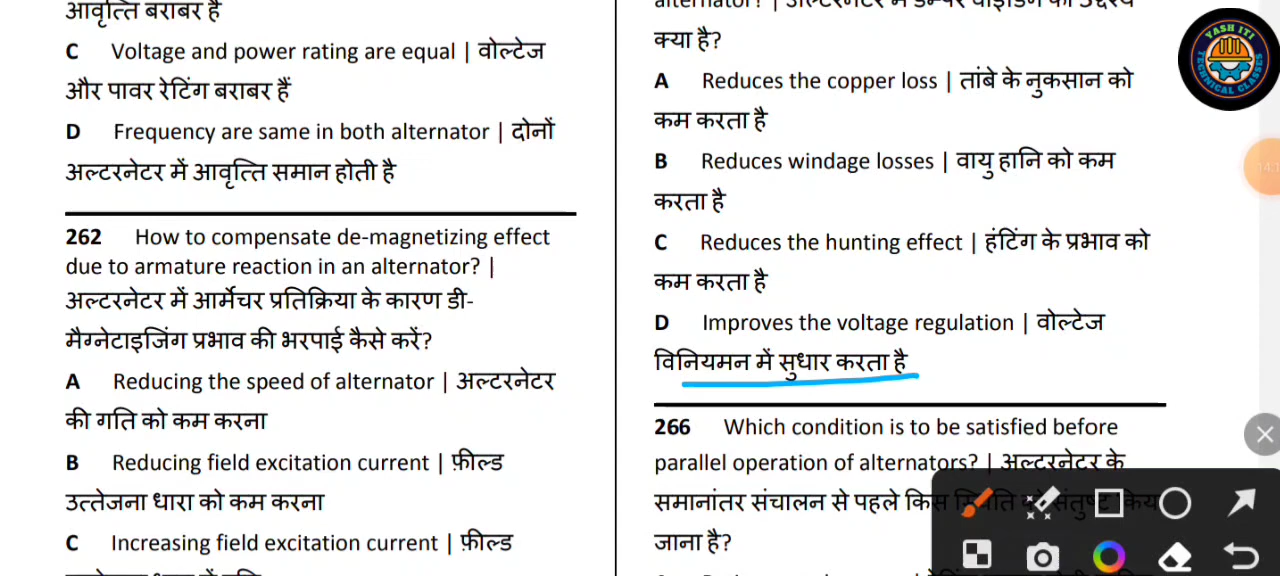 आवृत्ति बराबर है
C Voltage and power rating are equal | वोल्टेज
और पावर रेटिंग बराबर हैं
D Frequency are same in both alternator | दोनों
अल्टरनेटर में आवृत्ति समान होती है
262 How to compensate de-magnetizing effect
due to armature reaction in an alternator? |
अल्टरनेटर में आर्मेचर प्रतिक्रिया के कारण डी-
मैग्नेटाइजिंग प्रभाव की भरपाई कैसे करें?
A Reducing the speed of alternator | अल्टरनेटर
की गति को कम करना
B Reducing field excitation current | फ़ील्ड
उत्तेजना धारा को कम करना
C Increasing field excitation current | फ़ील्ड
क्या है?
A Reduces the copper loss | तांबे के नुकसान को
कम करता है
B Reduces windage losses | वायु हानि को कम
करता है
C Reduces the hunting effect | हंटिंग के प्रभाव को
कम करता है
D Improves the voltage regulation | वोल्टेज
विनियमन में सुधार करता है
266 Which condition is to be satisfied before
parallel operation of alternators? | अल्टरनेटर के
समानांतर संचालन से पहले किस
जाना है?
YASH ITI
TECHNICAL CLASSES